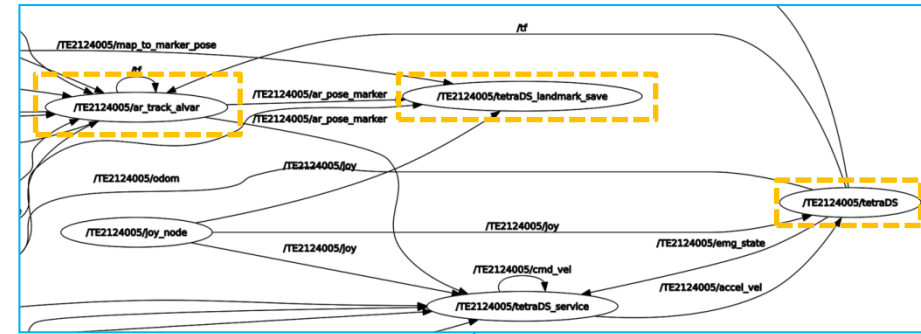 /tf
/TE2124005/map_to_marker_pose
/tf
/TE2124005/ar_pose_marker
/TE2124005/tetraDS_landmark_save
/TE2124005/ar_track_alvar
/TE2124005/ar_pose_marker
/TE2124005/joy
/TE2124005/odom
/TE2124005/tetraDS
/TE2124005/joy_node
/TE2124005/joy
/TE2124005/joy
/TE2124005/emg_state
/TE2124005/cmd_vel
/TE2124005/accel_vel
/TE2124005/tetraDS_service